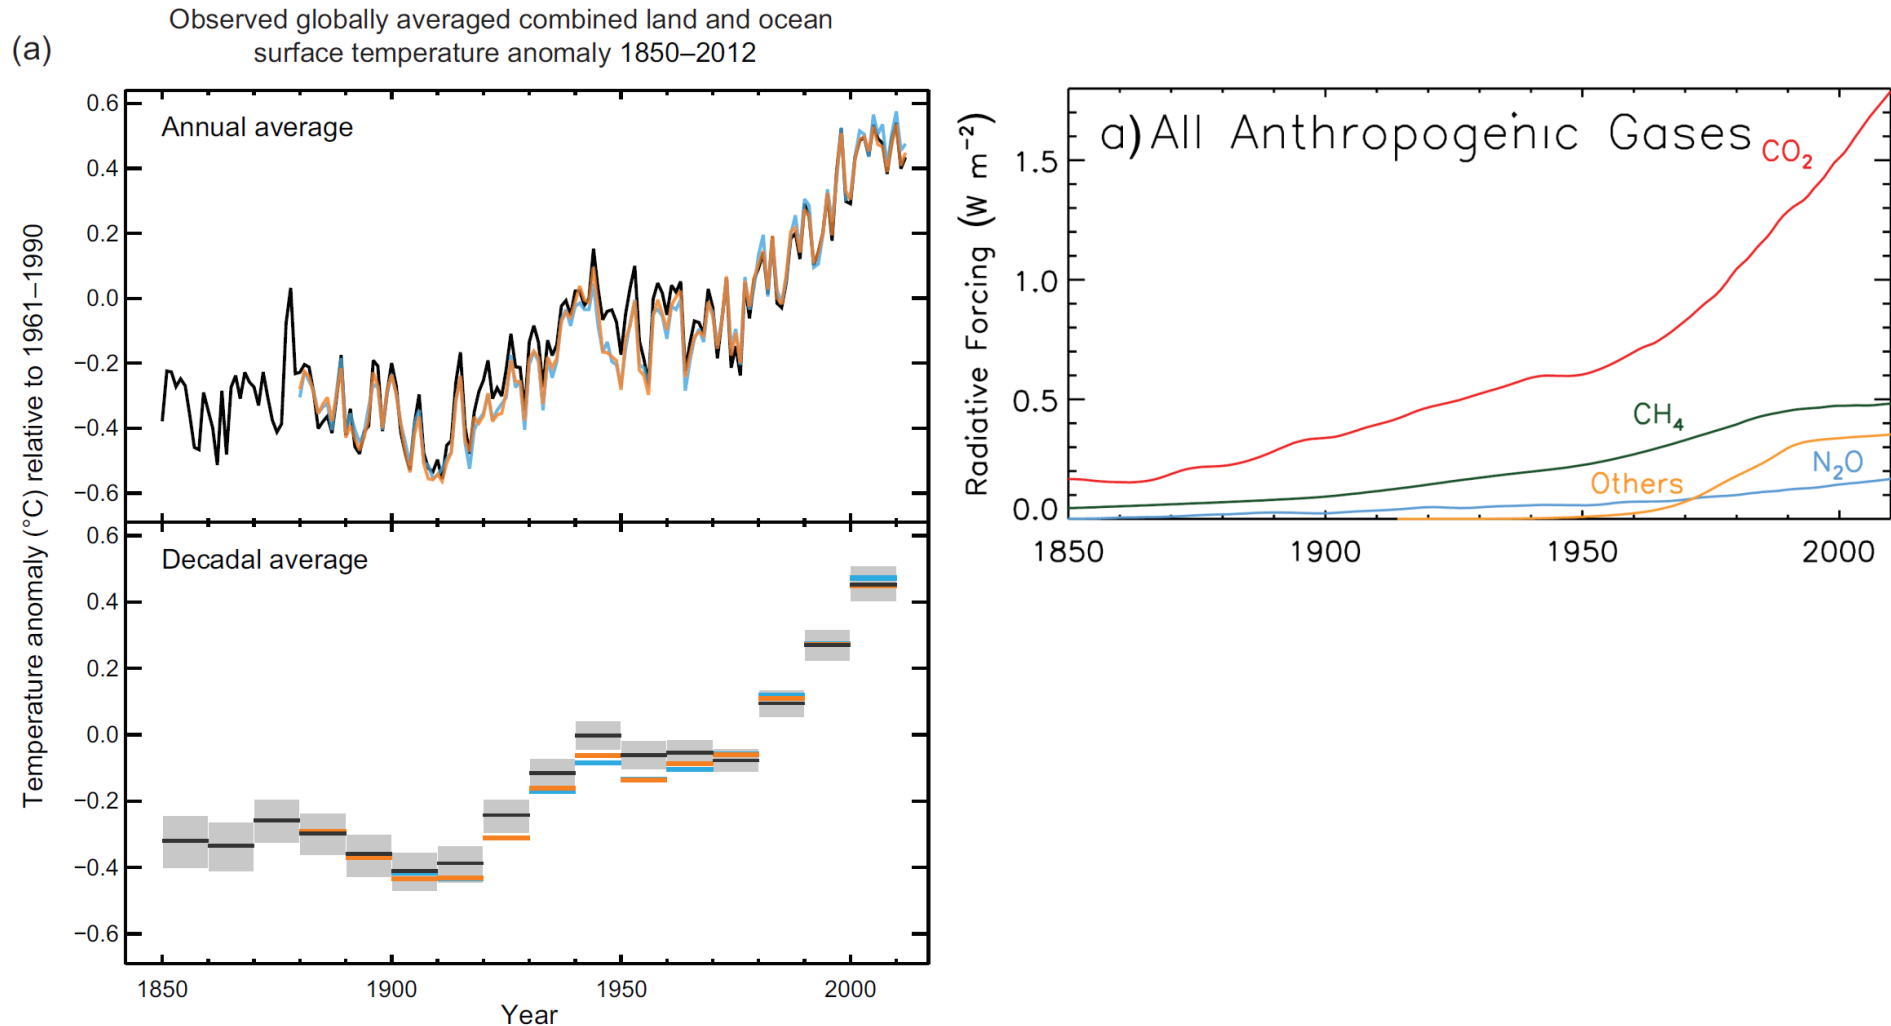 Observed globally averaged combined land and ocean
surface temperature anomaly 1850–2012
(a)
Temperature anomaly (°C) relative to 1961–1990
Annual average
0.6
0.4
0.2
0.0
−0.2
−0.4
−0.6
Decadal average
0.6
0.4
0.2
0.0
−0.2
−0.4
−0.6
1850
1900
1950
2000
Year
Radiative Forcing (W m⁻²)
a) All Anthropogenic Gases
CO₂
CH₄
Others
N₂O
1.5
1.0
0.5
0.0
1850
1900
1950
2000